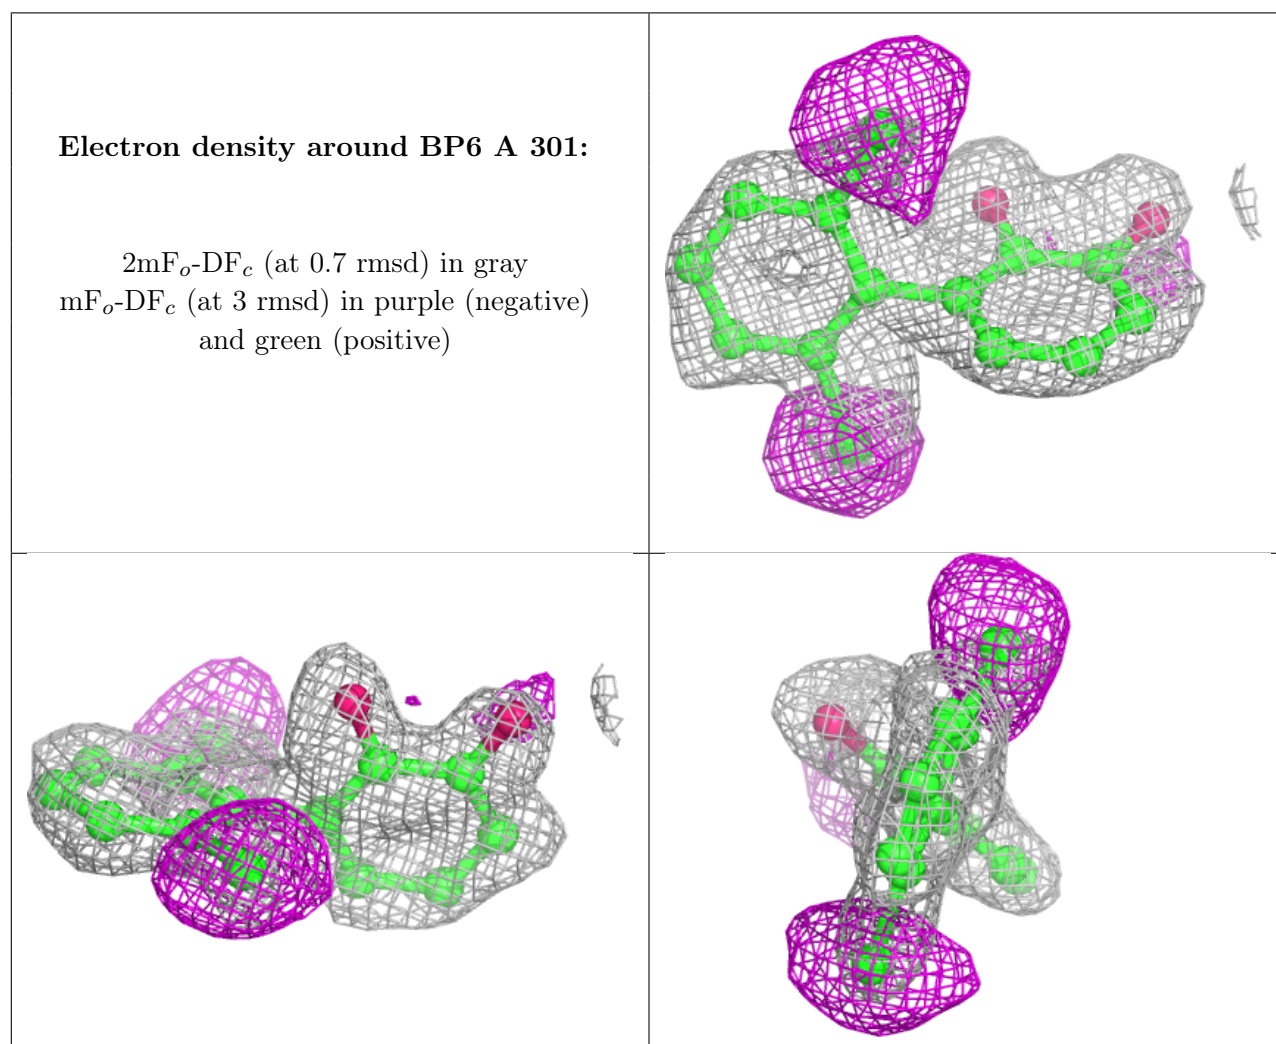 Electron density around BP6 A 301:
2mFₒ-DF𝒸 (at 0.7 rmsd) in gray
mFₒ-DF𝒸 (at 3 rmsd) in purple (negative)
and green (positive)